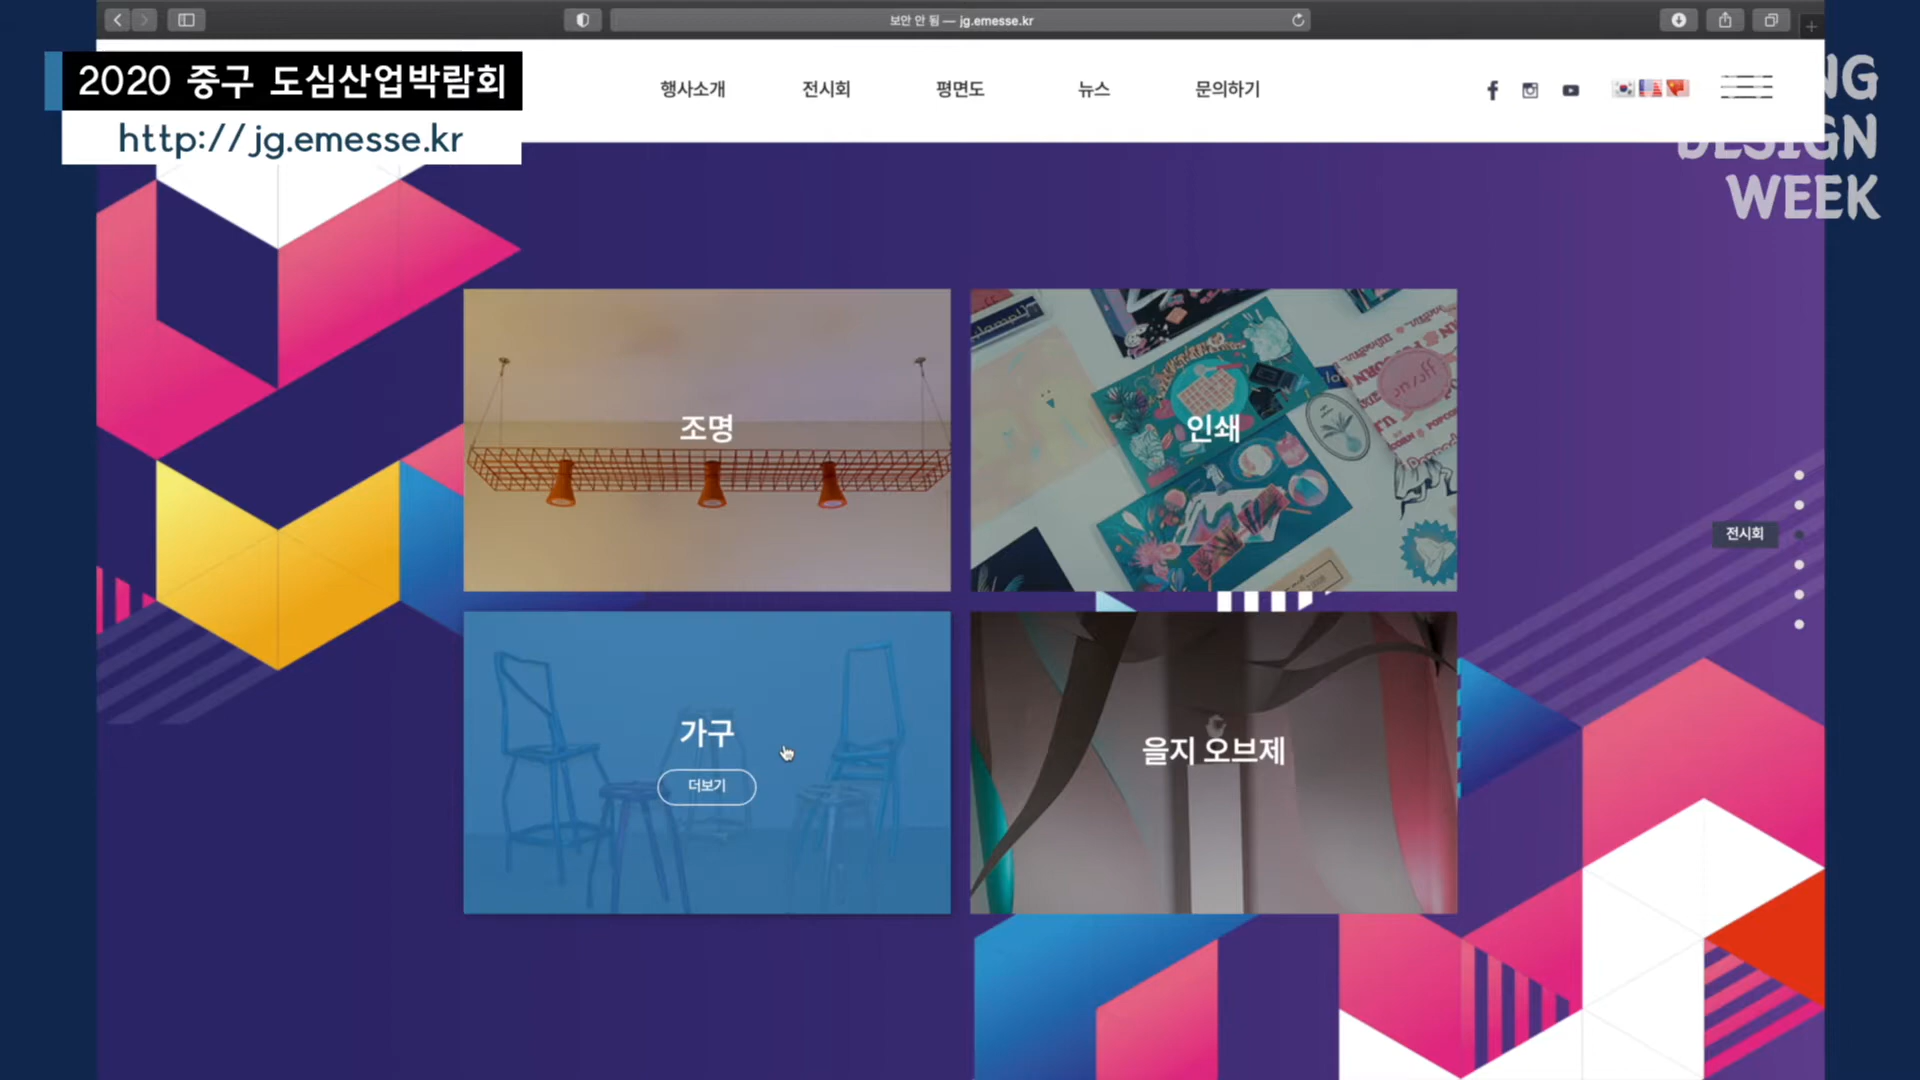 보안 안 됨 — jg.emesse.kr
2020 중구 도심산업박람회
http://jg.emesse.kr
행사소개 전시회 평면도 뉴스 문의하기
NG
DESIGN
WEEK
조명
인쇄
전시회
가구
더보기
을지 오브제